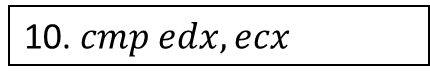 10. cmp edx, ecx